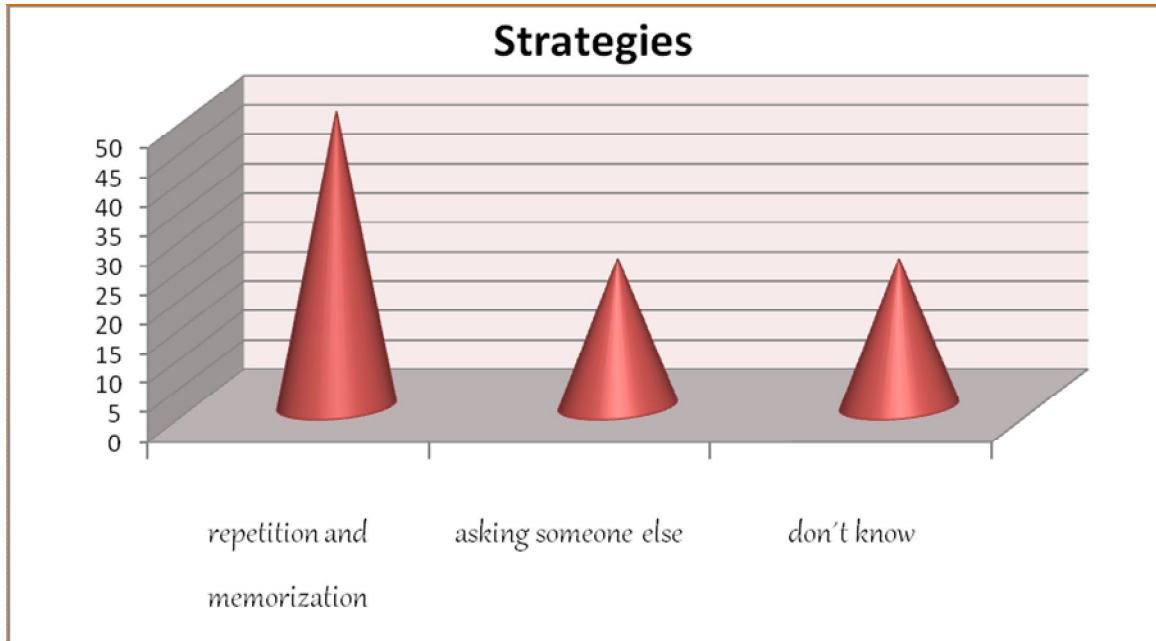 Strategies
50
45
40
35
30
25
20
15
10
5
0
repetition and
memorization
asking someone else
don´t know